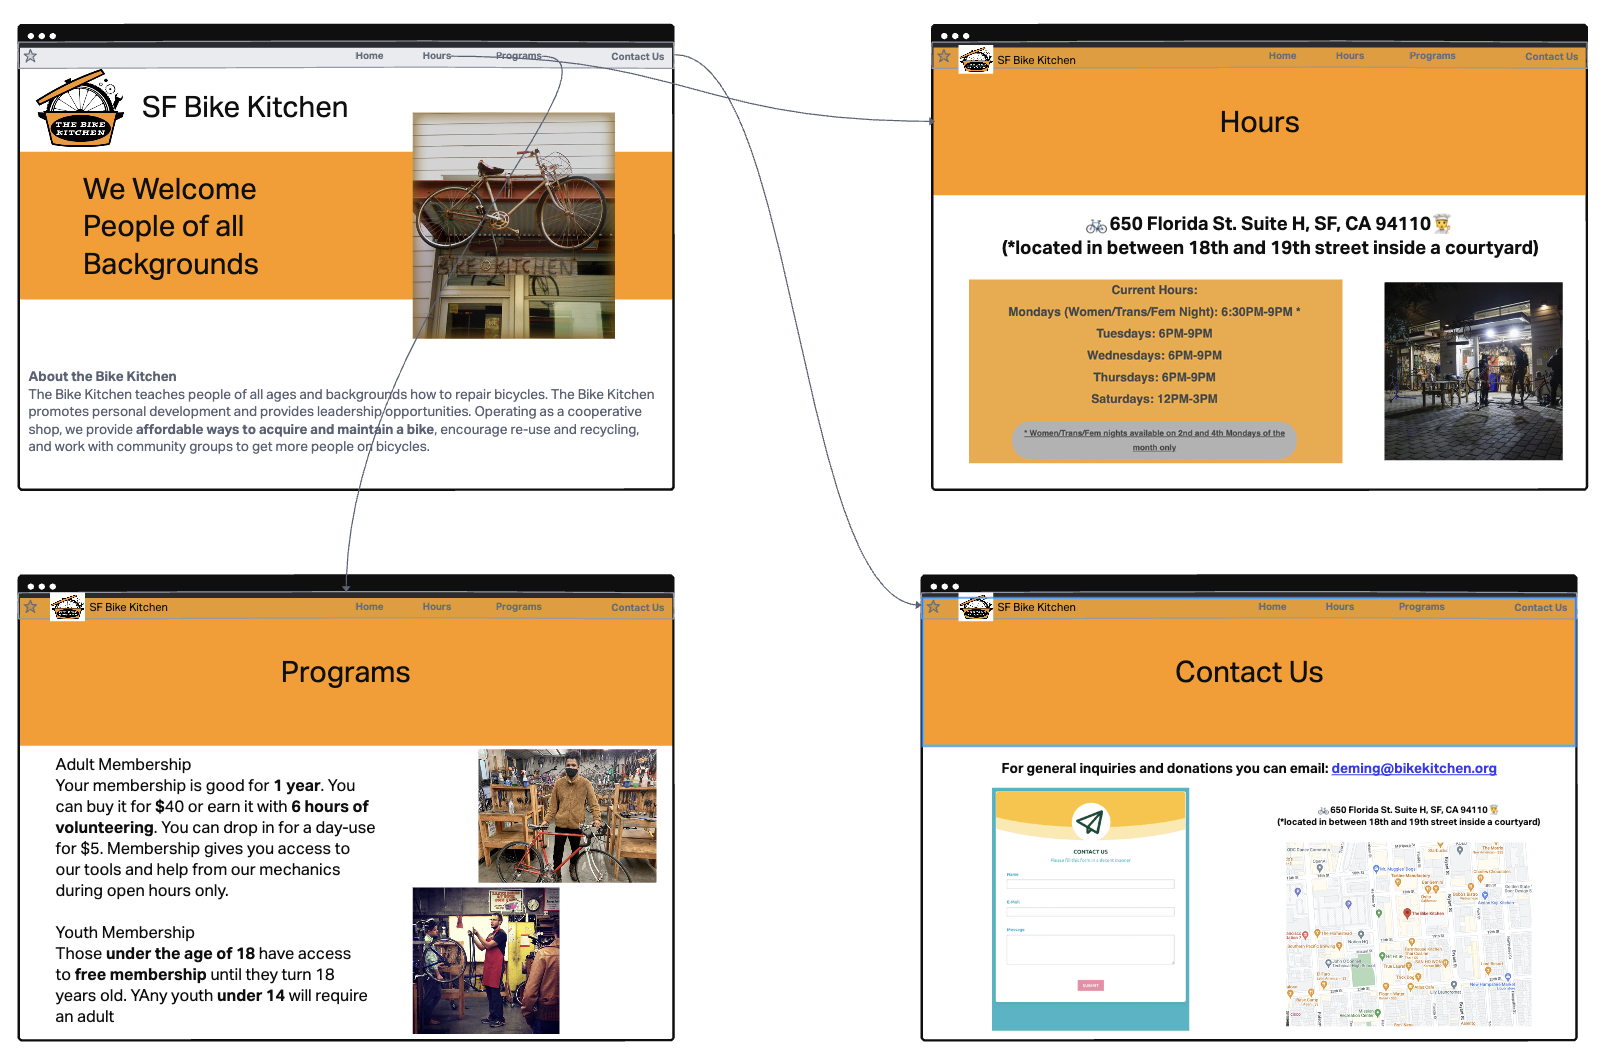 Home Hours Programs Contact Us
THE BIKE
KITCHEN
SF Bike Kitchen
We Welcome
People of all
Backgrounds
BIKE KITCHEN
About the Bike Kitchen
The Bike Kitchen teaches people of all ages and backgrounds how to repair bicycles. The Bike Kitchen
promotes personal development and provides leadership opportunities. Operating as a cooperative
shop, we provide affordable ways to acquire and maintain a bike, encourage re-use and recycling,
and work with community groups to get more people on bicycles.
SF Bike Kitchen Home Hours Programs Contact Us
Hours
650 Florida St. Suite H, SF, CA 94110
(*located in between 18th and 19th street inside a courtyard)
Current Hours:
Mondays (Women/Trans/Fem Night): 6:30PM-9PM *
Tuesdays: 6PM-9PM
Wednesdays: 6PM-9PM
Thursdays: 6PM-9PM
Saturdays: 12PM-3PM
* Women/Trans/Fem nights available on 2nd and 4th Mondays of the
month only
SF Bike Kitchen Home Hours Programs Contact Us
Programs
Adult Membership
Your membership is good for 1 year. You
can buy it for $40 or earn it with 6 hours of
volunteering. You can drop in for a day-use
for $5. Membership gives you access to
our tools and help from our mechanics
during open hours only.
Youth Membership
Those under the age of 18 have access
to free membership until they turn 18
years old. YAny youth under 14 will require
an adult
SF Bike Kitchen Home Hours Programs Contact Us
Contact Us
For general inquiries and donations you can email: deming@bikekitchen.org
CONTACT US
Please fill this form in a decent manner
Name
E-Mail
Message
SUBMIT
650 Florida St. Suite H, SF, CA 94110
(*located in between 18th and 19th street inside a courtyard)
The Bike Kitchen